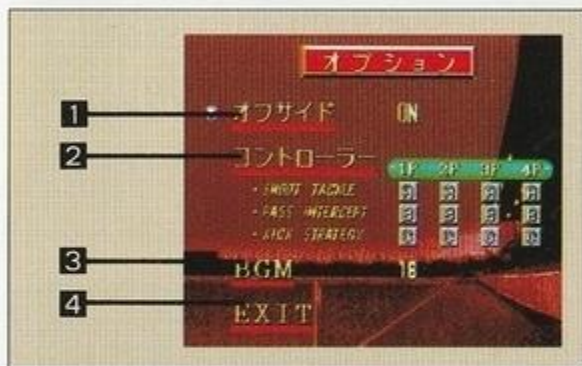 オプション
1 オフサイド ON
2 コントローラー 1P 2P 3P 4P
・SHOOT TACKLE
・PASS INTERCEPT
・KICK STRATEGY
3 BGM 18
4 EXIT